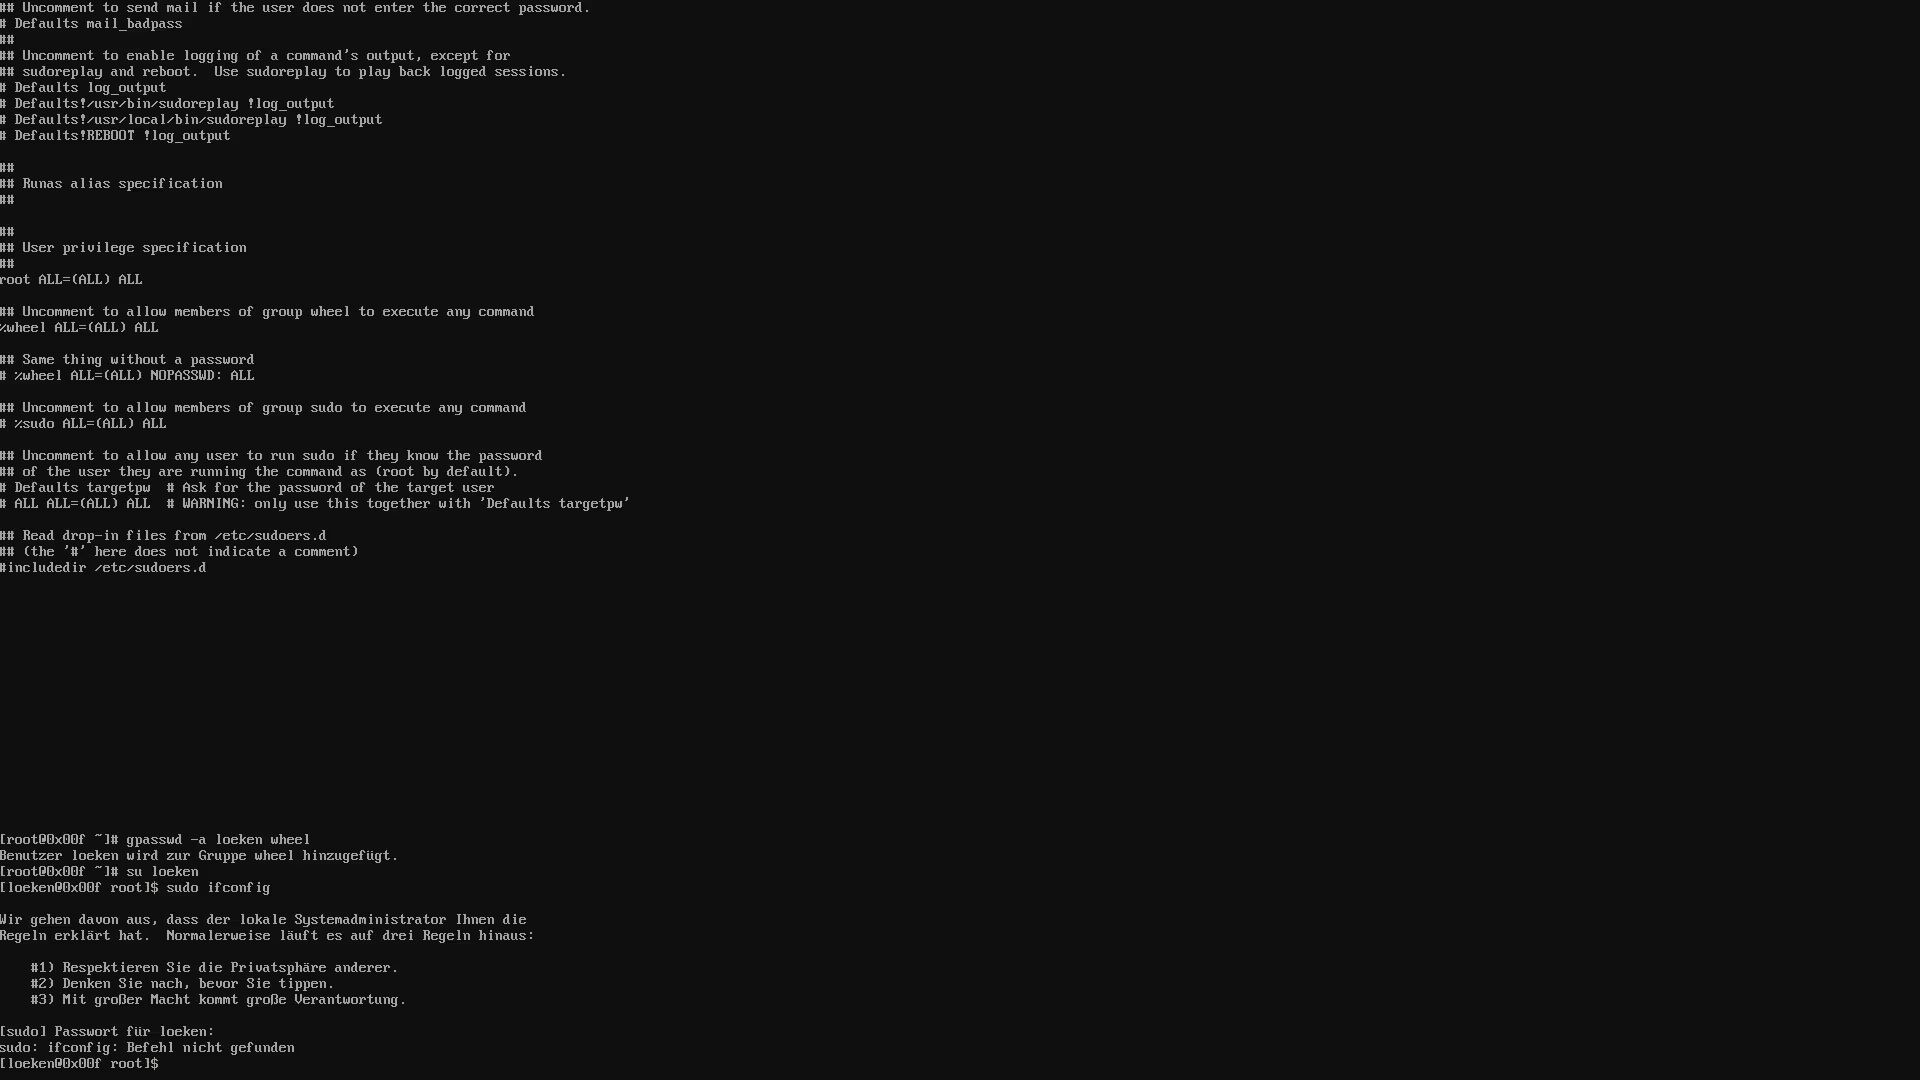 ## Uncomment to send mail if the user does not enter the correct password.
# Defaults mail_badpass
##
## Uncomment to enable logging of a command's output, except for
## sudoreplay and reboot.  Use sudoreplay to play back logged sessions.
# Defaults log_output
# Defaults!/usr/bin/sudoreplay !log_output
# Defaults!/usr/local/bin/sudoreplay !log_output
# Defaults!REBOOT !log_output
##
## Runas alias specification
##
##
## User privilege specification
##
root ALL=(ALL) ALL
## Uncomment to allow members of group wheel to execute any command
%wheel ALL=(ALL) ALL
## Same thing without a password
# %wheel ALL=(ALL) NOPASSWD: ALL
## Uncomment to allow members of group sudo to execute any command
# %sudo ALL=(ALL) ALL
## Uncomment to allow any user to run sudo if they know the password
## of the user they are running the command as (root by default).
# Defaults targetpw  # Ask for the password of the target user
# ALL ALL=(ALL) ALL  # WARNING: only use this together with 'Defaults targetpw'
## Read drop-in files from /etc/sudoers.d
## (the '#' here does not indicate a comment)
#includedir /etc/sudoers.d
[root@0x00f ~]# gpasswd -a loeken wheel
Benutzer loeken wird zur Gruppe wheel hinzugefügt.
[root@0x00f ~]# su loeken
[loeken@0x00f root]$ sudo ifconfig
Wir gehen davon aus, dass der lokale Systemadministrator Ihnen die
Regeln erklärt hat.  Normalerweise läuft es auf drei Regeln hinaus:
#1) Respektieren Sie die Privatsphäre anderer.
#2) Denken Sie nach, bevor Sie tippen.
#3) Mit großer Macht kommt große Verantwortung.
[sudo] Passwort für loeken:
sudo: ifconfig: Befehl nicht gefunden
[loeken@0x00f root]$